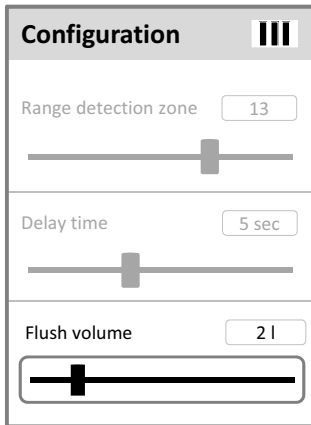 Configuration
Range detection zone 13
Delay time 5 sec
Flush volume 2 l